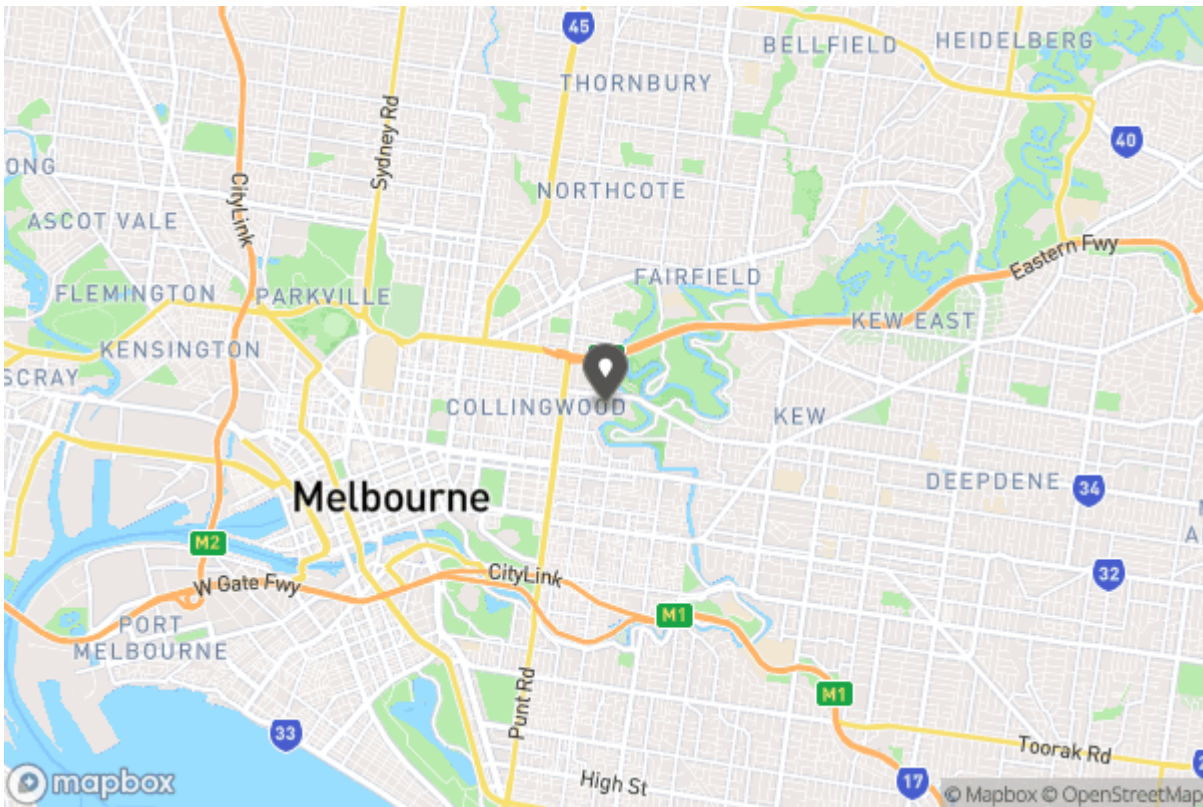 45
BELLFIELD
HEIDELBERG
THORNBURY
Sydney Rd
40
ONG
CityLink
NORTHCOTE
ASCOT VALE
Eastern Fwy
FAIRFIELD
FLEMINGTON
PARKVILLE
KEW EAST
KENSINGTON
SCRAY
COLLINGWOOD
KEW
DEEPDENE
34
Melbourne
M2
CityLink
32
W Gate Fwy
M1
PORT
MELBOURNE
Punt Rd
M1
33
Toorak Rd
High St
17
mapbox
© Mapbox © OpenStreetMap